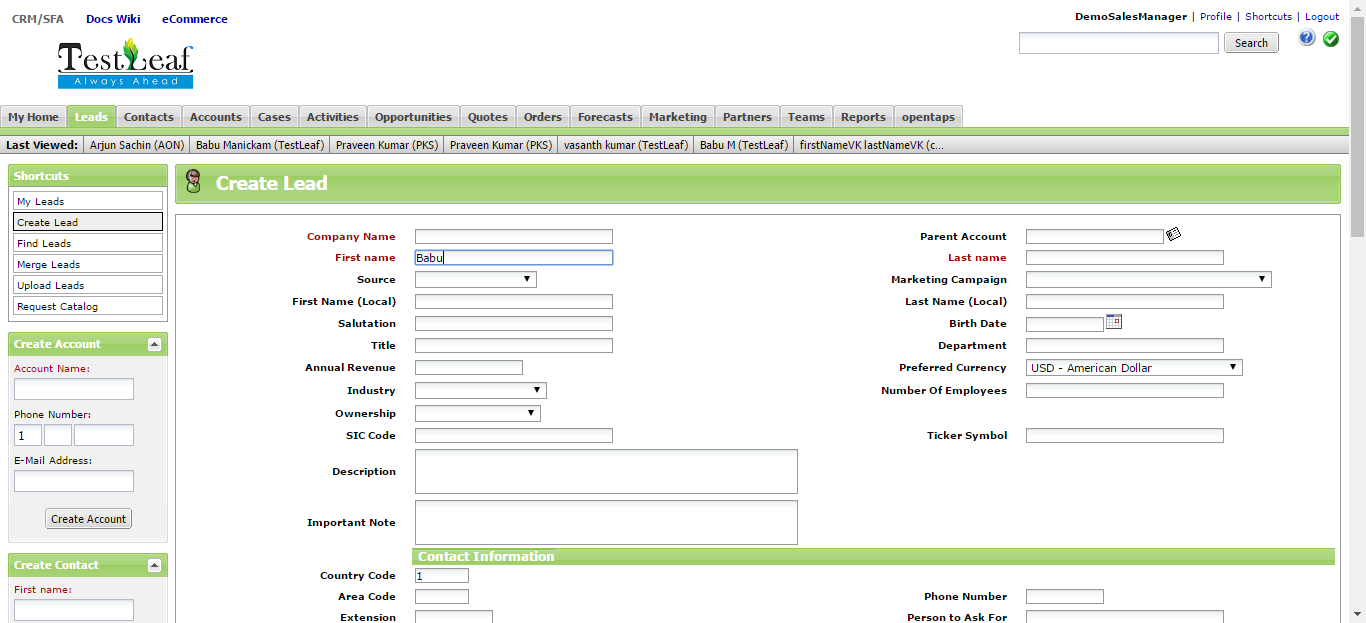 CRM/SFA Docs Wiki eCommerce
DemoSalesManager | Profile | Shortcuts | Logout
TestLeaf
Always Ahead
Search
?
My Home Leads Contacts Accounts Cases Activities Opportunities Quotes Orders Forecasts Marketing Partners Teams Reports opentaps
Last Viewed: Arjun Sachin (AON) Babu Manickam (TestLeaf) Praveen Kumar (PKS) Praveen Kumar (PKS) vasanth kumar (TestLeaf) Babu M (TestLeaf) firstNameVK lastNameVK (c...
Shortcuts
My Leads
Create Lead
Find Leads
Merge Leads
Upload Leads
Request Catalog
Create Account
Account Name:
Phone Number:
1
E-Mail Address:
Create Account
Create Contact
First name:
Create Lead
Company Name Parent Account
First name Babu Last name
Source Marketing Campaign
First Name (Local) Last Name (Local)
Salutation Birth Date
Title Department
Annual Revenue Preferred Currency USD - American Dollar
Industry Number Of Employees
Ownership
SIC Code Ticker Symbol
Description
Important Note
Contact Information
Country Code 1
Area Code Phone Number
Extension Person to Ask For